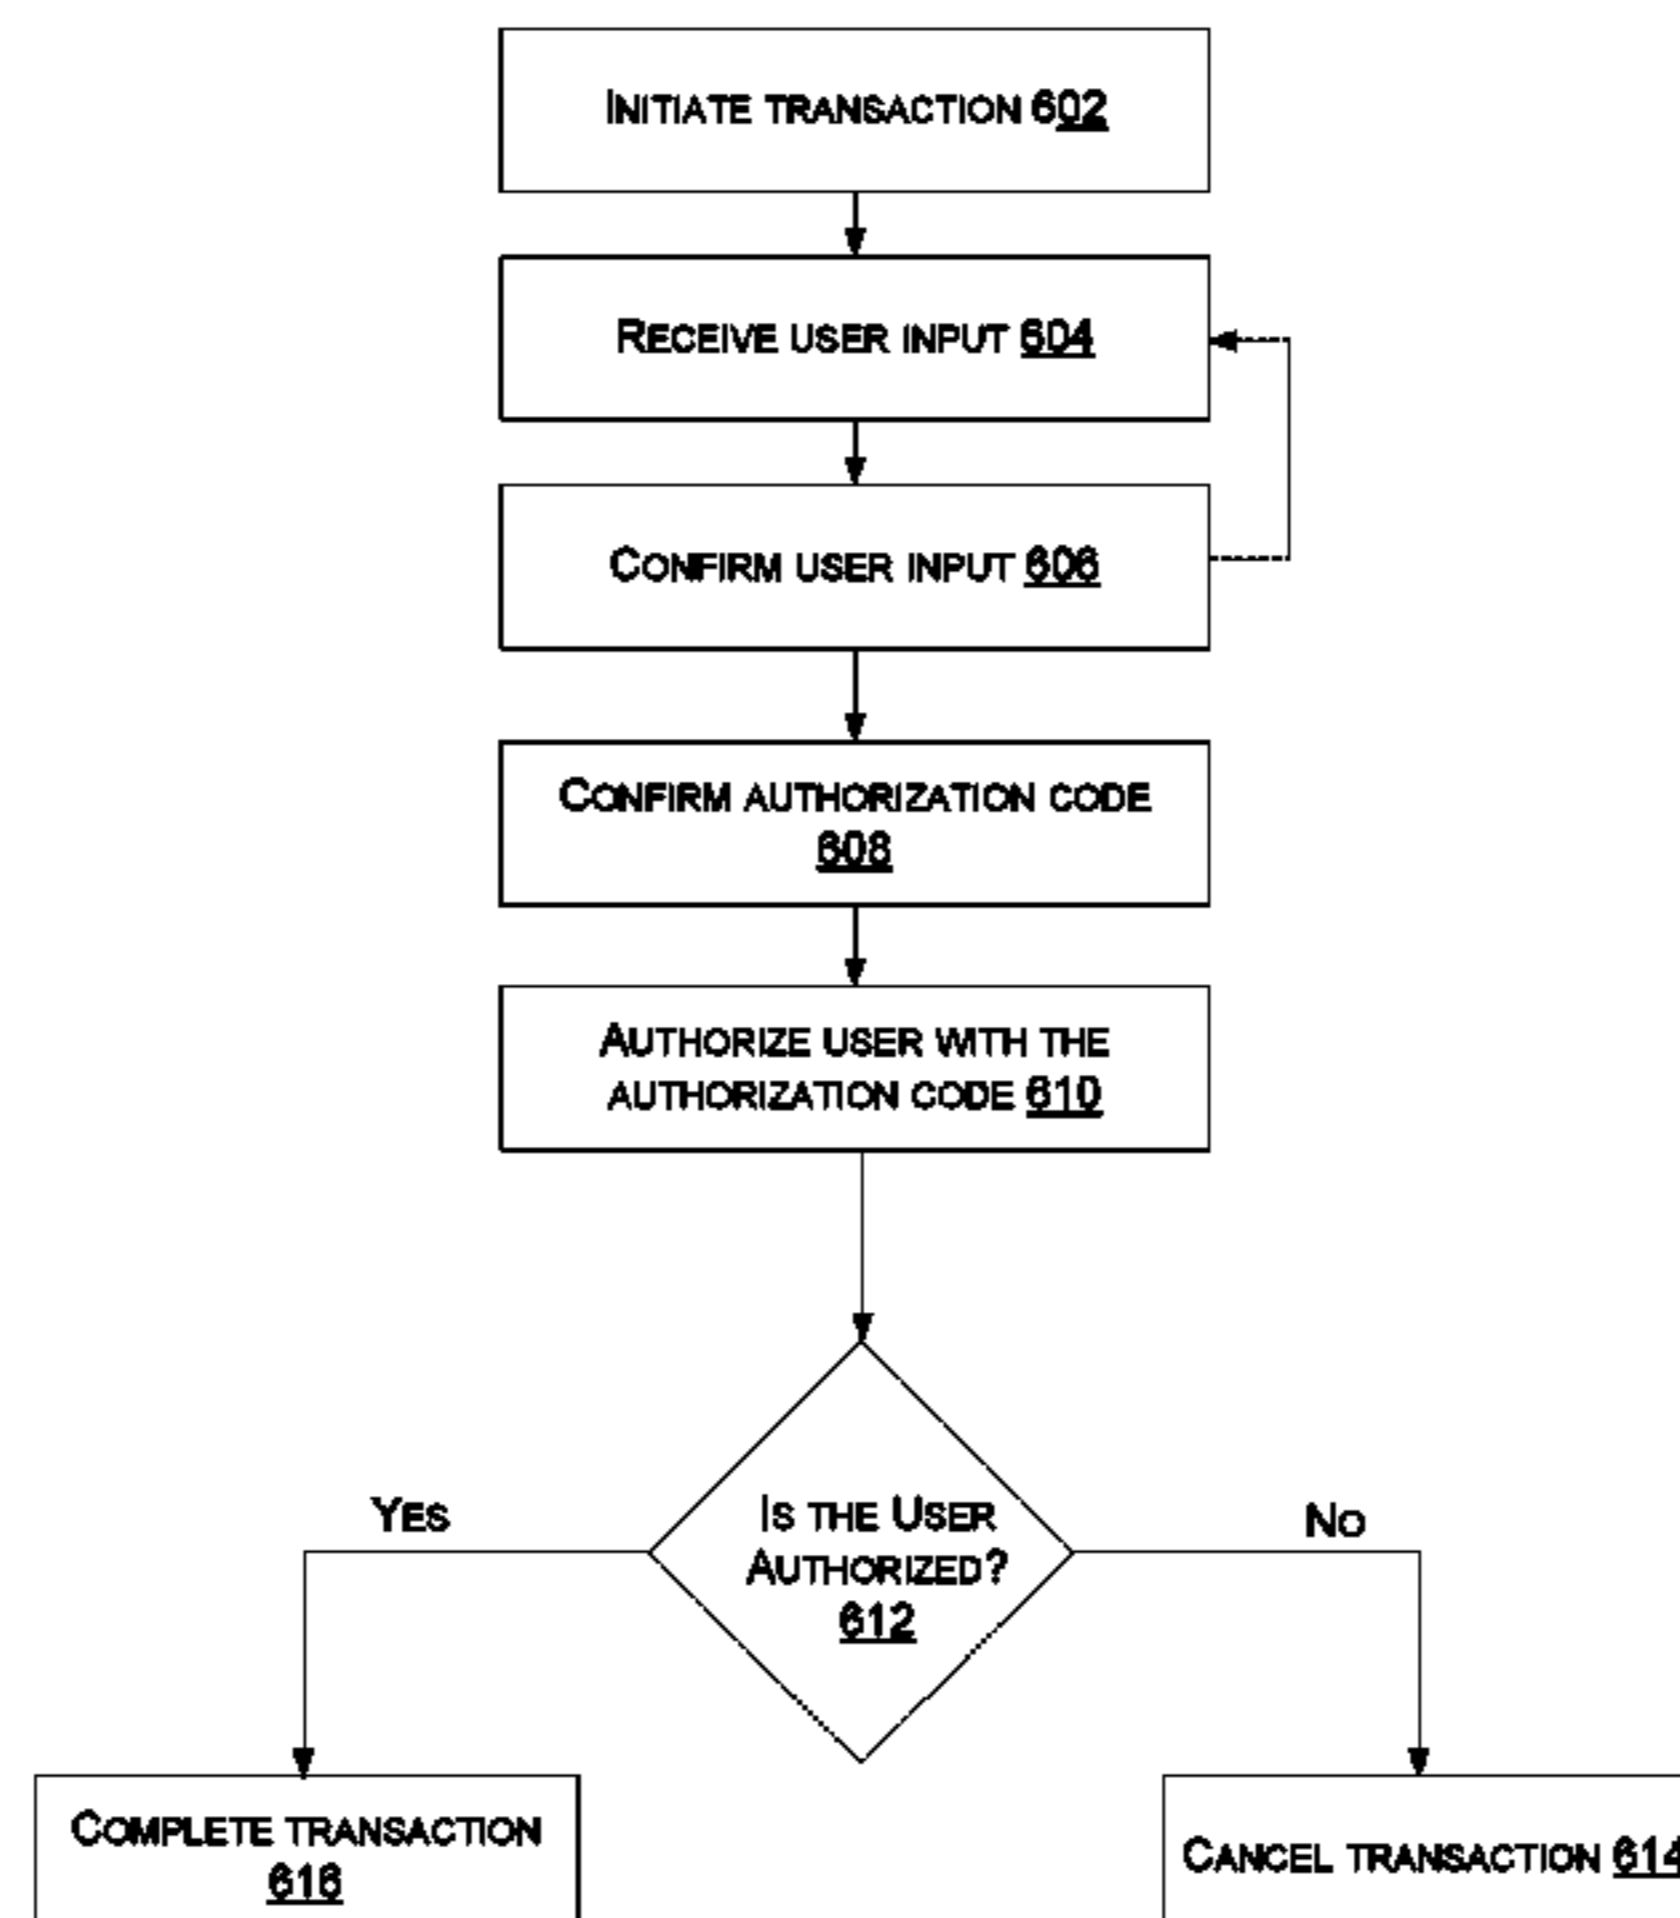 INITIATE TRANSACTION 602
RECEIVE USER INPUT 604
CONFIRM USER INPUT 606
CONFIRM AUTHORIZATION CODE
608
AUTHORIZE USER WITH THE
AUTHORIZATION CODE 610
YES
NO
IS THE USER
AUTHORIZED?
612
COMPLETE TRANSACTION
616
CANCEL TRANSACTION 614